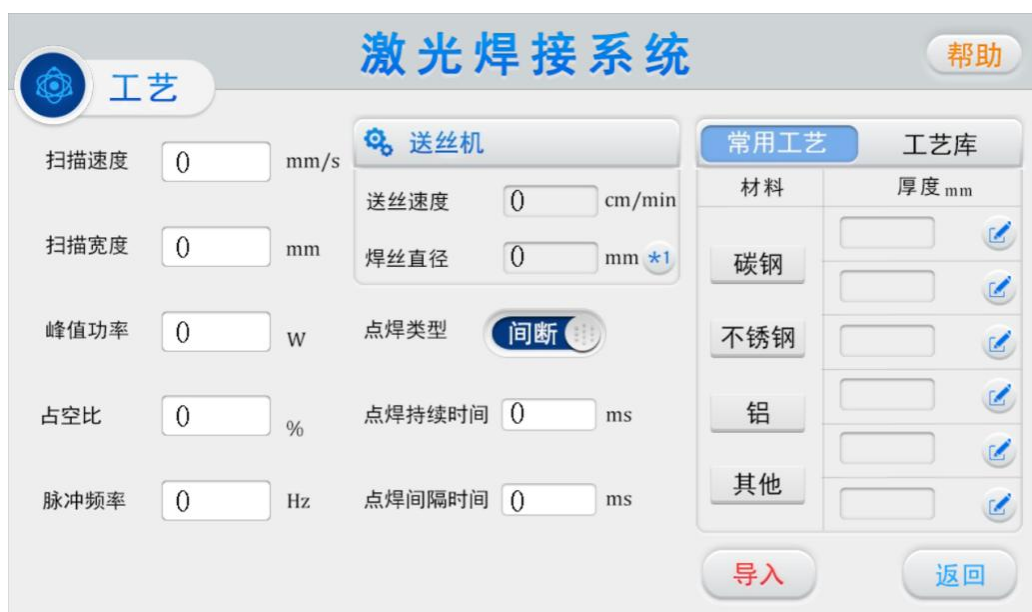 激光焊接系统
帮助
工艺
扫描速度 0 mm/s
扫描宽度 0 mm
峰值功率 0 W
占空比 0 %
脉冲频率 0 Hz
送丝机
送丝速度 0 cm/min
焊丝直径 0 mm *1
点焊类型 间断
点焊持续时间 0 ms
点焊间隔时间 0 ms
常用工艺 工艺库
材料 厚度mm
碳钢
不锈钢
铝
其他
导入 返回